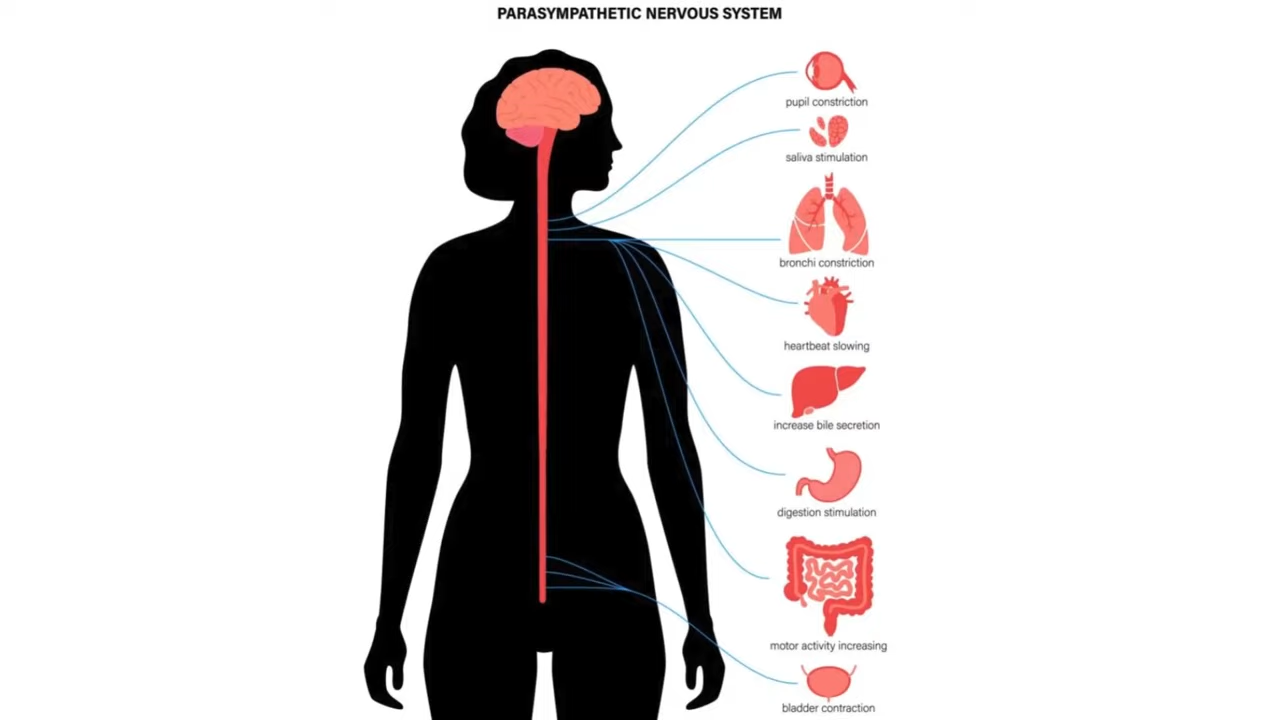 PARASYMPATHETIC NERVOUS SYSTEM
pupil constriction
saliva stimulation
bronchi constriction
heartbeat slowing
increase bile secretion
digestion stimulation
motor activity increasing
bladder contraction